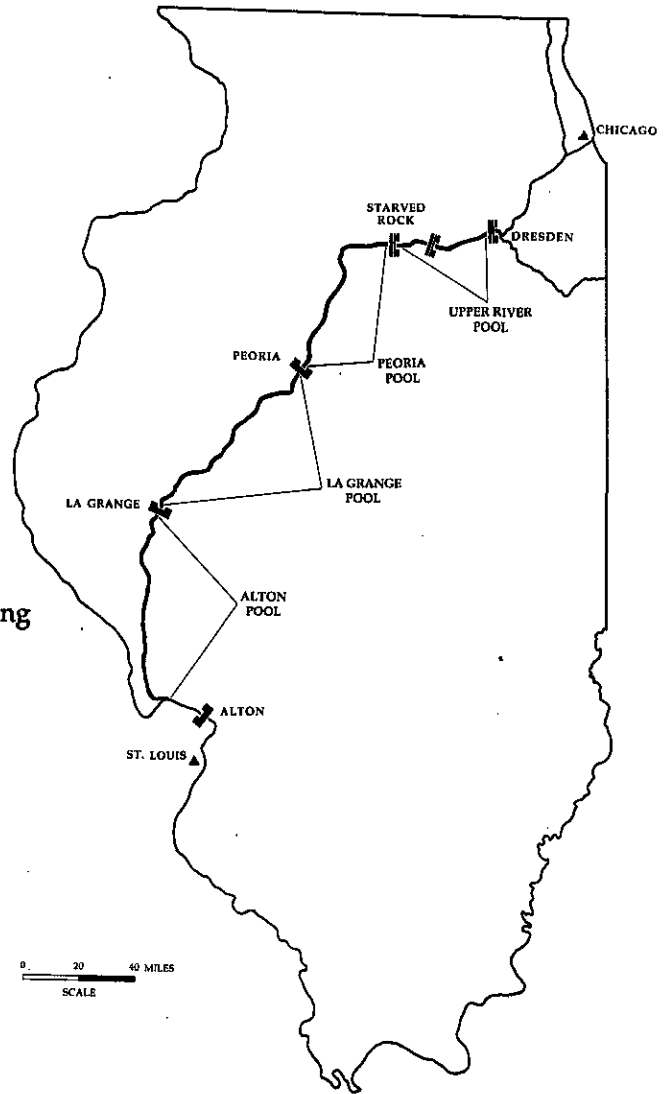 CHICAGO
STARVED
ROCK
DRESDEN
UPPER RIVER
POOL
PEORIA
PEORIA
POOL
LA GRANGE
POOL
LA GRANGE
ALTON
POOL
ng
ALTON
ST. LOUIS
0 20 40 MILES
SCALE